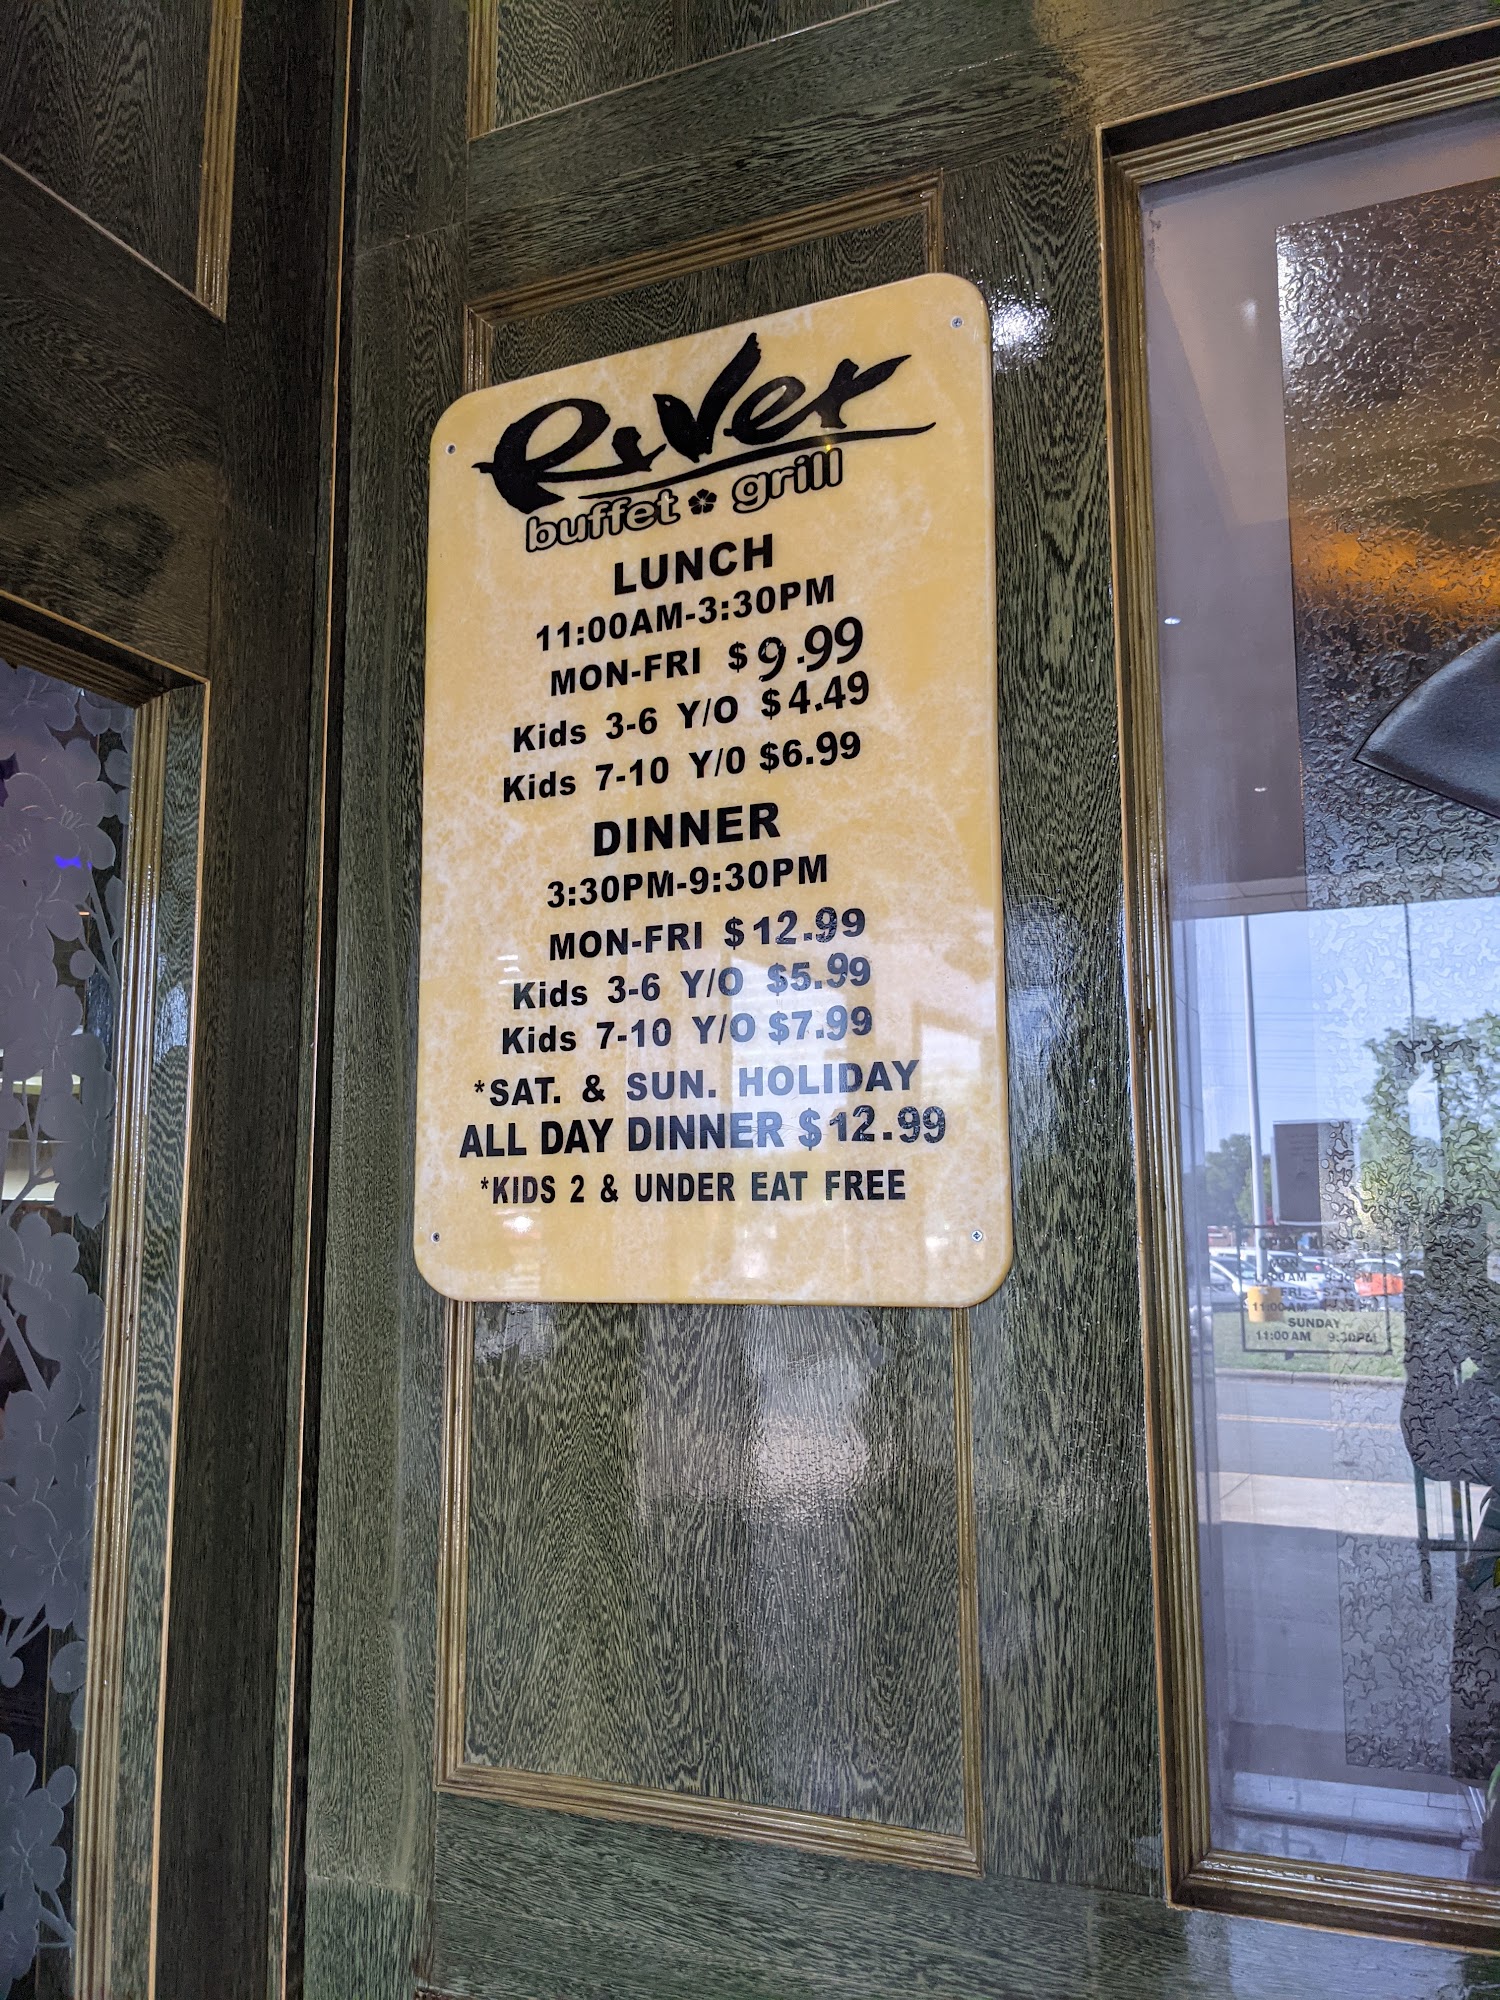 River
buffet grill
LUNCH
11:00AM-3:30PM
MON-FRI $9.99
Kids 3-6 Y/O $4.49
Kids 7-10 Y/0 $6.99
DINNER
3:30PM-9:30PM
MON-FRI $12.99
Kids 3-6 Y/O $5.99
Kids 7-10 Y/O $7.99
*SAT. & SUN. HOLIDAY
ALL DAY DINNER $12.99
*KIDS 2 & UNDER EAT FREE
SUNDAY
11:00AM 9:30PM